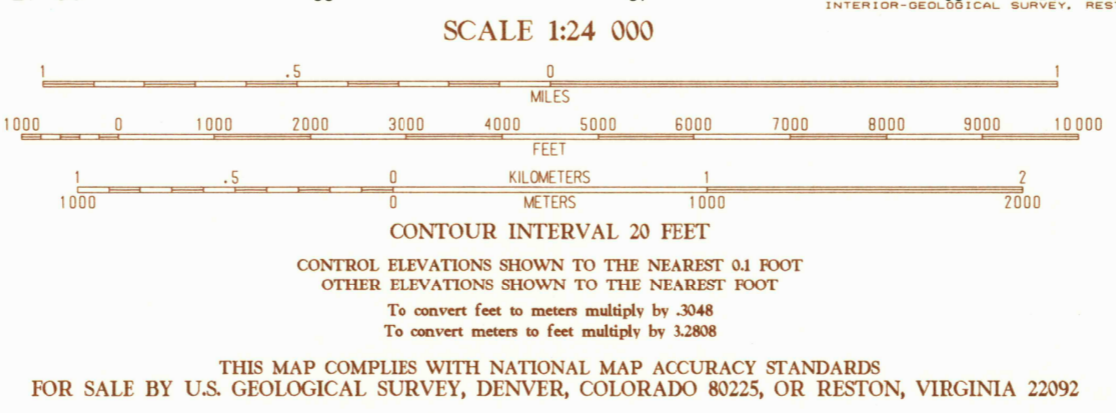 INTERIOR-GEOLOGICAL SURVEY, REST
SCALE 1:24 000
1 .5 0 1
MILES
1000 0 1000 2000 3000 4000 5000 6000 7000 8000 9000 10 000
FEET
1 .5 0 KILOMETERS 1 2
1000 0 METERS 1000 2000
CONTOUR INTERVAL 20 FEET
CONTROL ELEVATIONS SHOWN TO THE NEAREST 0.1 FOOT
OTHER ELEVATIONS SHOWN TO THE NEAREST FOOT
To convert feet to meters multiply by .3048
To convert meters to feet multiply by 3.2808
THIS MAP COMPLIES WITH NATIONAL MAP ACCURACY STANDARDS
FOR SALE BY U.S. GEOLOGICAL SURVEY, DENVER, COLORADO 80225, OR RESTON, VIRGINIA 22092